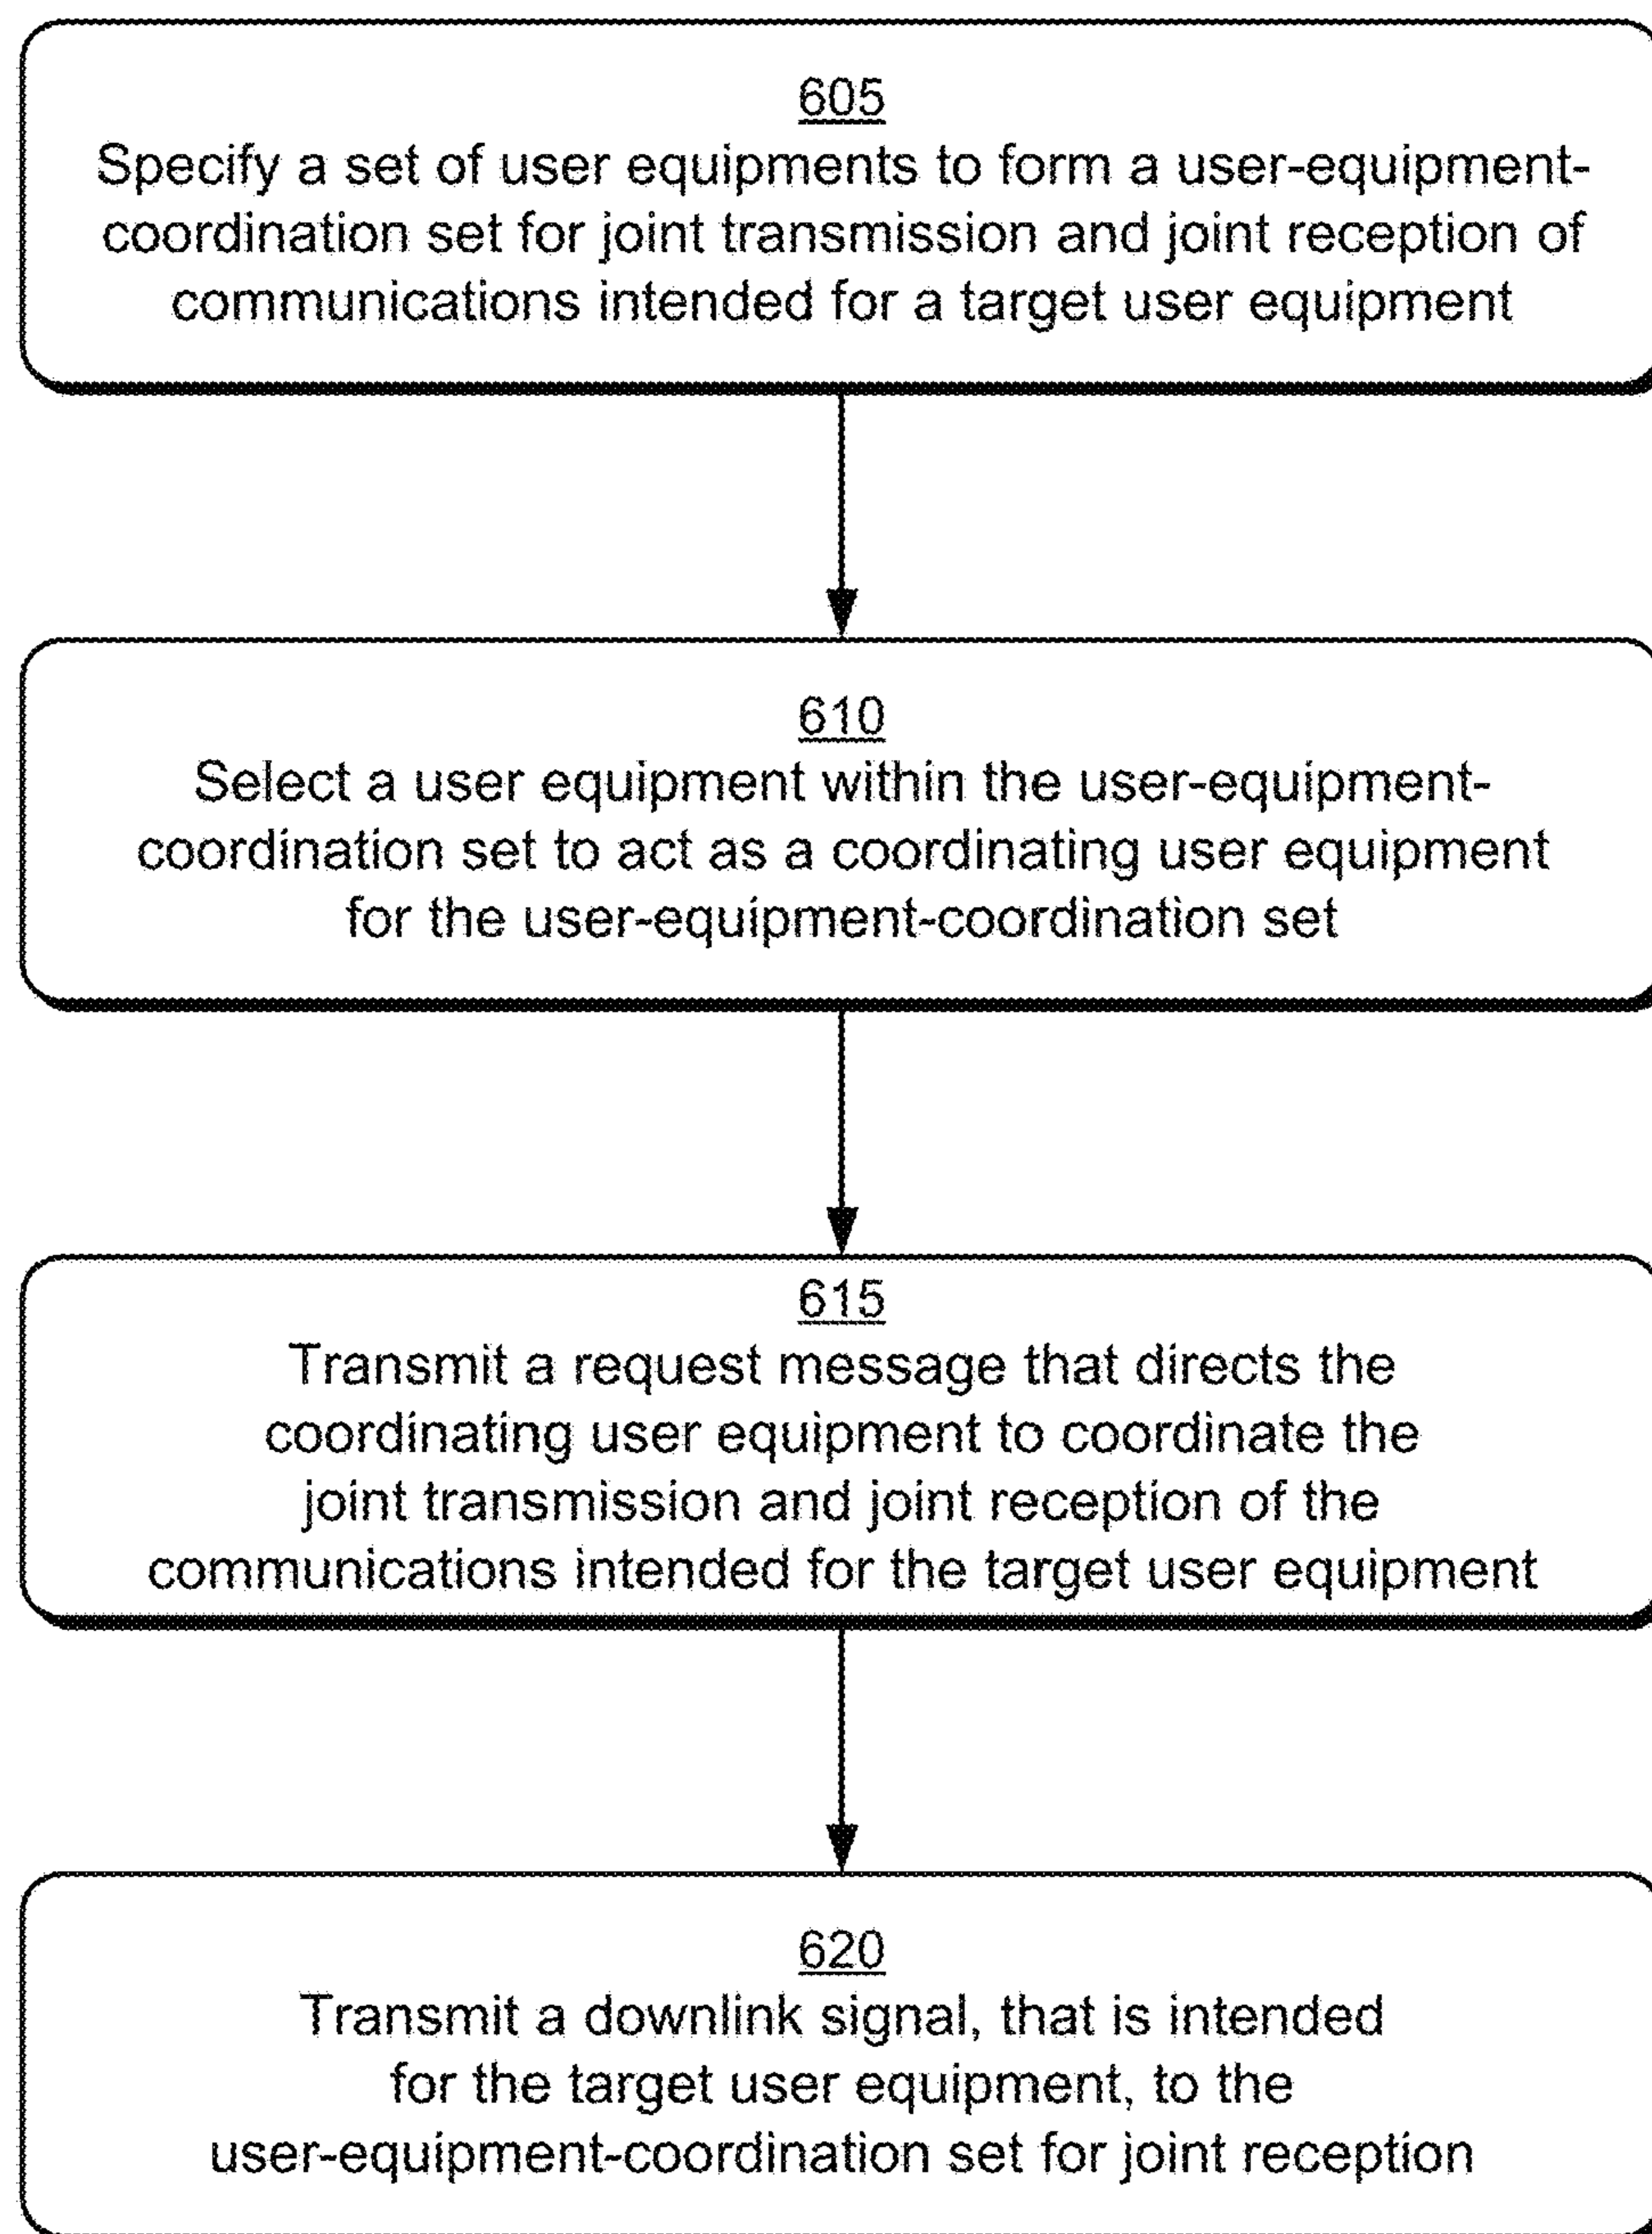 605
Specify a set of user equipments to form a user-equipment-
coordination set for joint transmission and joint reception of
communications intended for a target user equipment
610
Select a user equipment within the user-equipment-
coordination set to act as a coordinating user equipment
for the user-equipment-coordination set
615
Transmit a request message that directs the
coordinating user equipment to coordinate the
joint transmission and joint reception of the
communications intended for the target user equipment
620
Transmit a downlink signal, that is intended
for the target user equipment, to the
user-equipment-coordination set for joint reception